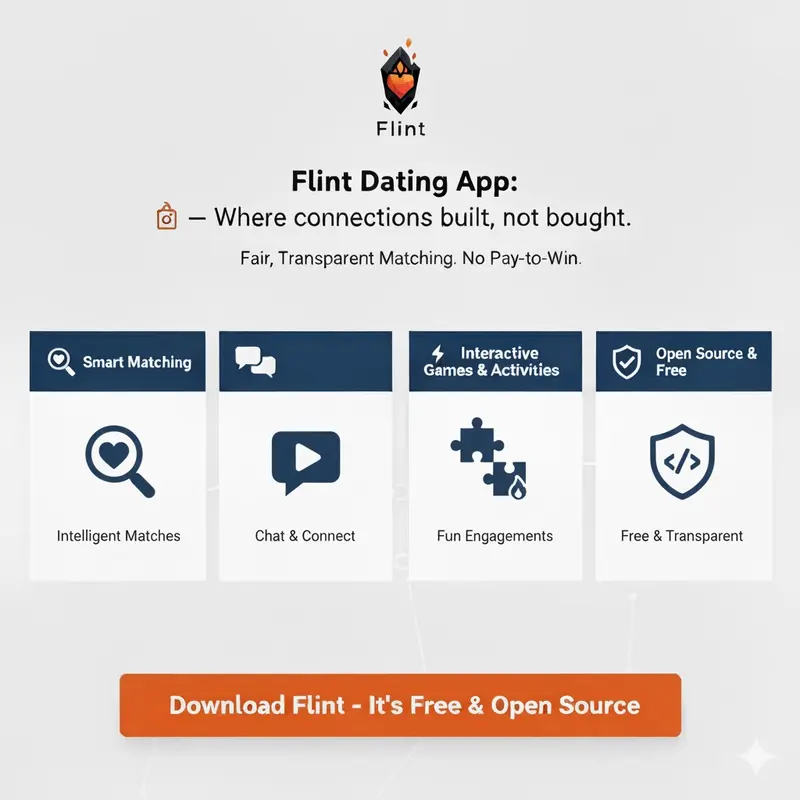 Flint
Flint Dating App:
— Where connections built, not bought.
Fair, Transparent Matching. No Pay-to-Win.
Smart Matching
Interactive
Games & Activities
Open Source &
Free
Intelligent Matches
Chat & Connect
Fun Engagements
</>
Free & Transparent
Download Flint - It's Free & Open Source